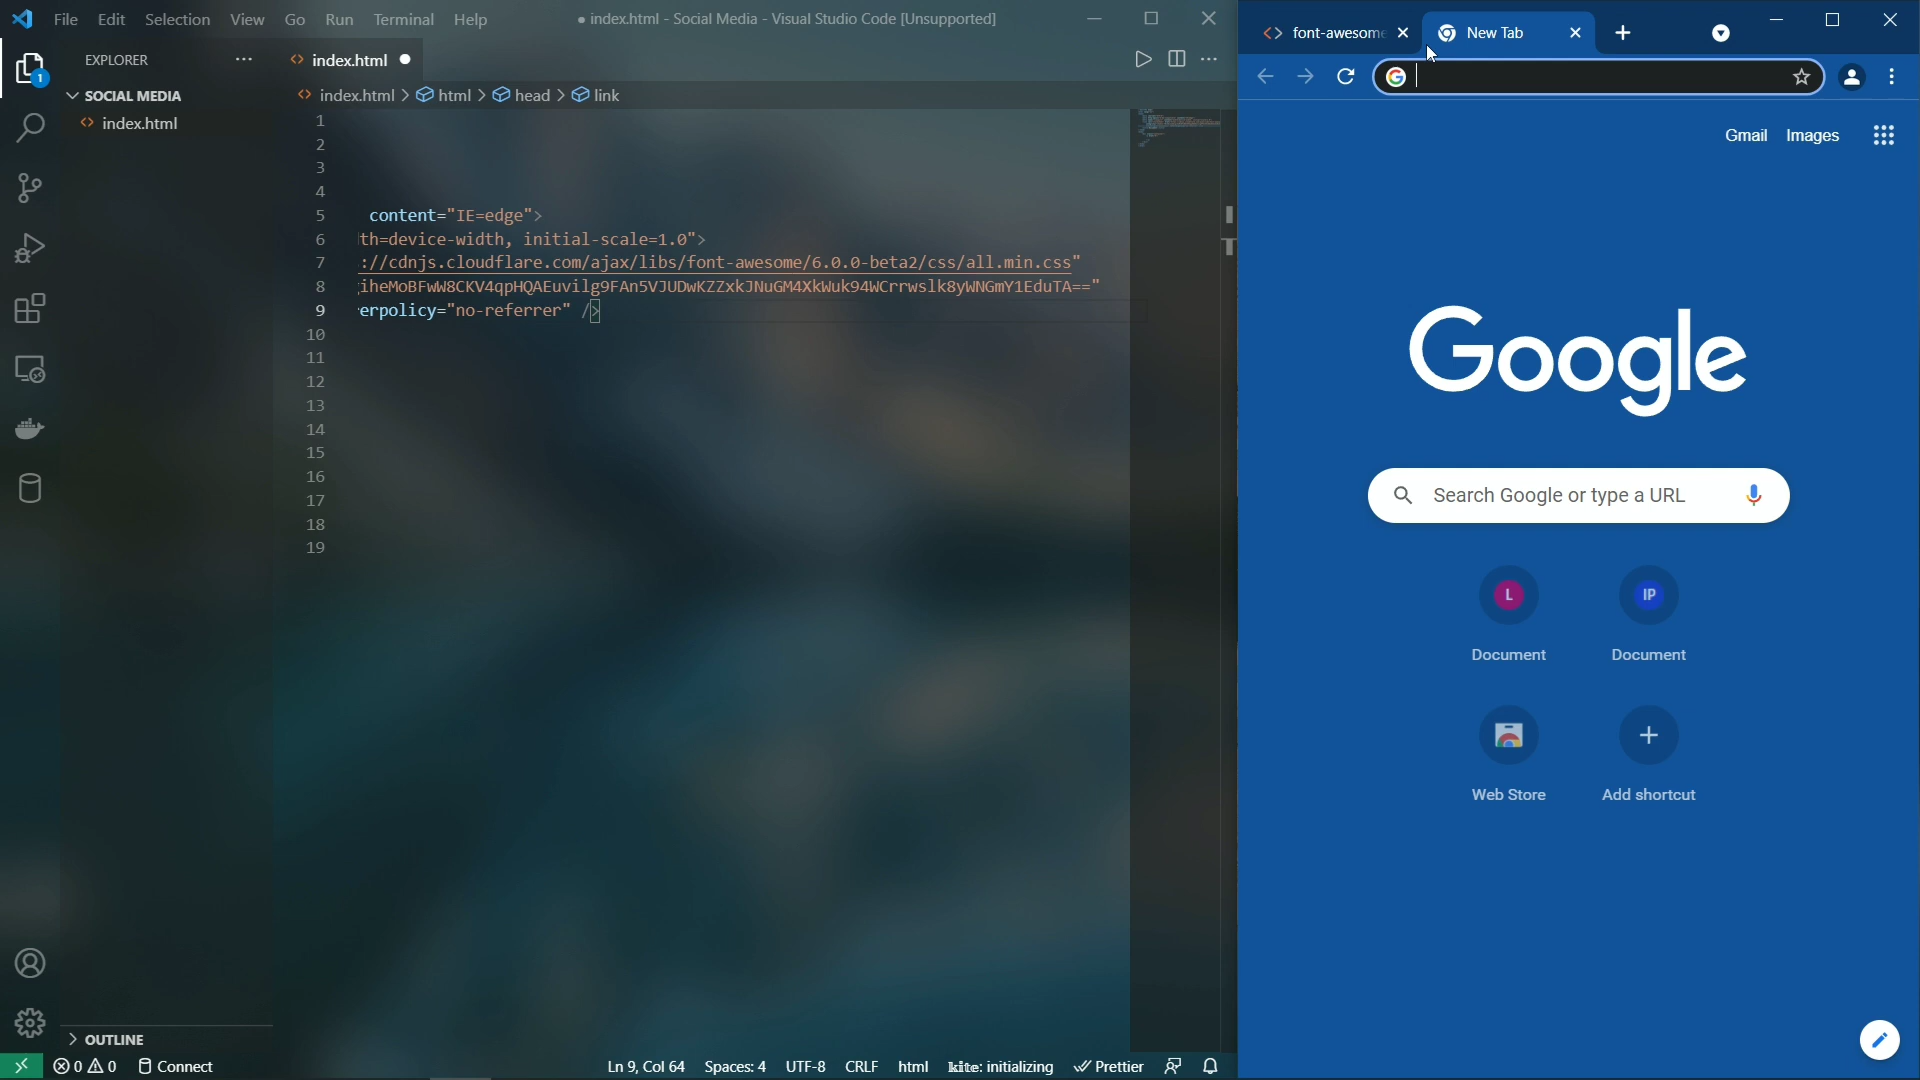 File Edit Selection View Go Run Terminal Help
● index.html - Social Media - Visual Studio Code [Unsupported]
EXPLORER
index.html
SOCIAL MEDIA
index.html
index.html > html > head > link
1
2
3
4
5 content="IE=edge">
6 th=device-width, initial-scale=1.0">
7 ://cdnjs.cloudflare.com/ajax/libs/font-awesome/6.0.0-beta2/css/all.min.css"
8 iheMoBFwW8CKV4qpHQAEuvilg9FAn5VJUDwKZZxkJNuGM4XkWuk94WCrrwslk8yWNGmY1EduTA=="
9 erpolicy="no-referrer" />
10
11
12
13
14
15
16
17
18
19
1
OUTLINE
0 0 Connect
Ln 9, Col 64 Spaces: 4 UTF-8 CRLF html kite: initializing Prettier
font-awesome
New Tab
Gmail Images
Google
Search Google or type a URL
L IP
Document Document
Web Store Add shortcut